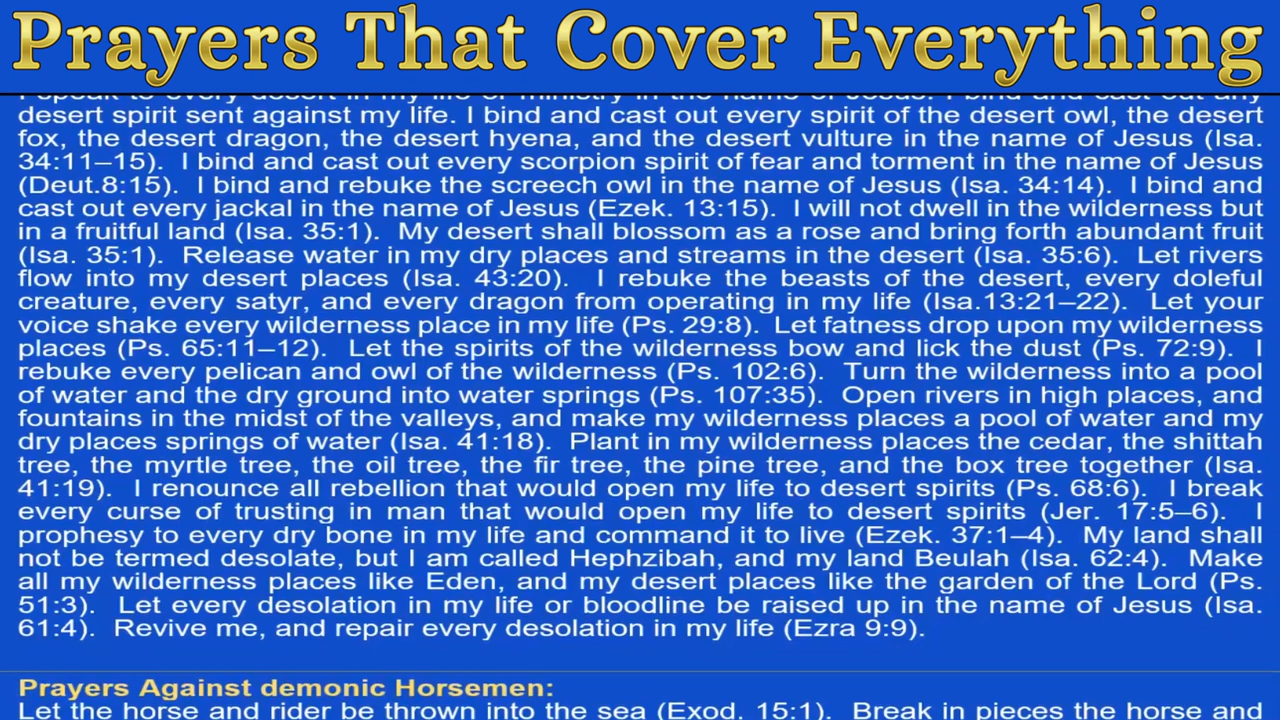 Prayers That Cover Everything
I speak to every desert in my life or ministry in the name of Jesus. I bind and cast out any
desert spirit sent against my life. I bind and cast out every spirit of the desert owl, the desert
fox, the desert dragon, the desert hyena, and the desert vulture in the name of Jesus (Isa.
34:11–15).  I bind and cast out every scorpion spirit of fear and torment in the name of Jesus
(Deut.8:15).  I bind and rebuke the screech owl in the name of Jesus (Isa. 34:14).  I bind and
cast out every jackal in the name of Jesus (Ezek. 13:15).  I will not dwell in the wilderness but
in a fruitful land (Isa. 35:1).  My desert shall blossom as a rose and bring forth abundant fruit
(Isa. 35:1).  Release water in my dry places and streams in the desert (Isa. 35:6).  Let rivers
flow into my desert places (Isa. 43:20).  I rebuke the beasts of the desert, every doleful
creature, every satyr, and every dragon from operating in my life (Isa.13:21–22).  Let your
voice shake every wilderness place in my life (Ps. 29:8).  Let fatness drop upon my wilderness
places (Ps. 65:11–12).  Let the spirits of the wilderness bow and lick the dust (Ps. 72:9).  I
rebuke every pelican and owl of the wilderness (Ps. 102:6).  Turn the wilderness into a pool
of water and the dry ground into water springs (Ps. 107:35).  Open rivers in high places, and
fountains in the midst of the valleys, and make my wilderness places a pool of water and my
dry places springs of water (Isa. 41:18).  Plant in my wilderness places the cedar, the shittah
tree, the myrtle tree, the oil tree, the fir tree, the pine tree, and the box tree together (Isa.
41:19).  I renounce all rebellion that would open my life to desert spirits (Ps. 68:6).  I break
every curse of trusting in man that would open my life to desert spirits (Jer. 17:5–6).  I
prophesy to every dry bone in my life and command it to live (Ezek. 37:1–4).  My land shall
not be termed desolate, but I am called Hephzibah, and my land Beulah (Isa. 62:4).  Make
all my wilderness places like Eden, and my desert places like the garden of the Lord (Ps.
51:3).  Let every desolation in my life or bloodline be raised up in the name of Jesus (Isa.
61:4).  Revive me, and repair every desolation in my life (Ezra 9:9).
Prayers Against demonic Horsemen:
Let the horse and rider be thrown into the sea (Exod. 15:1).  Break in pieces the horse and